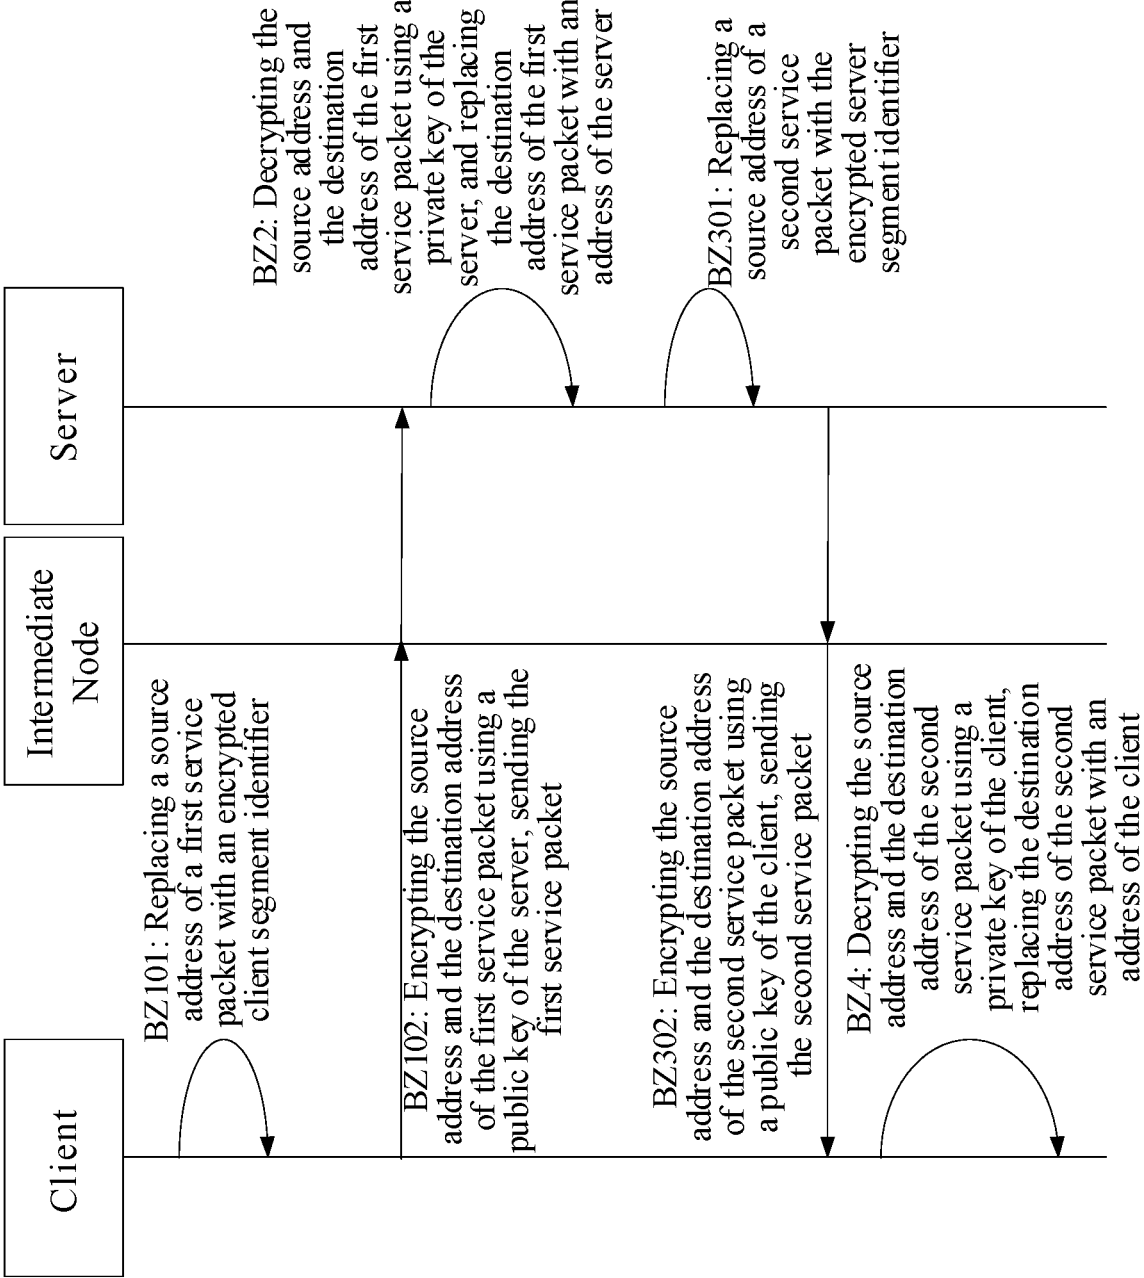 Client
Intermediate
Node
Server
BZ101: Replacing a source
address of a first service
packet with an encrypted
client segment identifier
BZ102: Encrypting the source
address and the destination address
of the first service packet using a
public key of the server, sending the
first service packet
BZ2: Decrypting the
source address and
the destination
address of the first
service packet using a
private key of the
server, and replacing
the destination
address of the first
service packet with an
address of the server
BZ301: Replacing a
source address of a
second service
packet with the
encrypted server
segment identifier
BZ302: Encrypting the source
address and the destination address
of the second service packet using
a public key of the client, sending
the second service packet
BZ4: Decrypting the source
address and the destination
address of the second
service packet using a
private key of the client,
replacing the destination
address of the second
service packet with an
address of the client